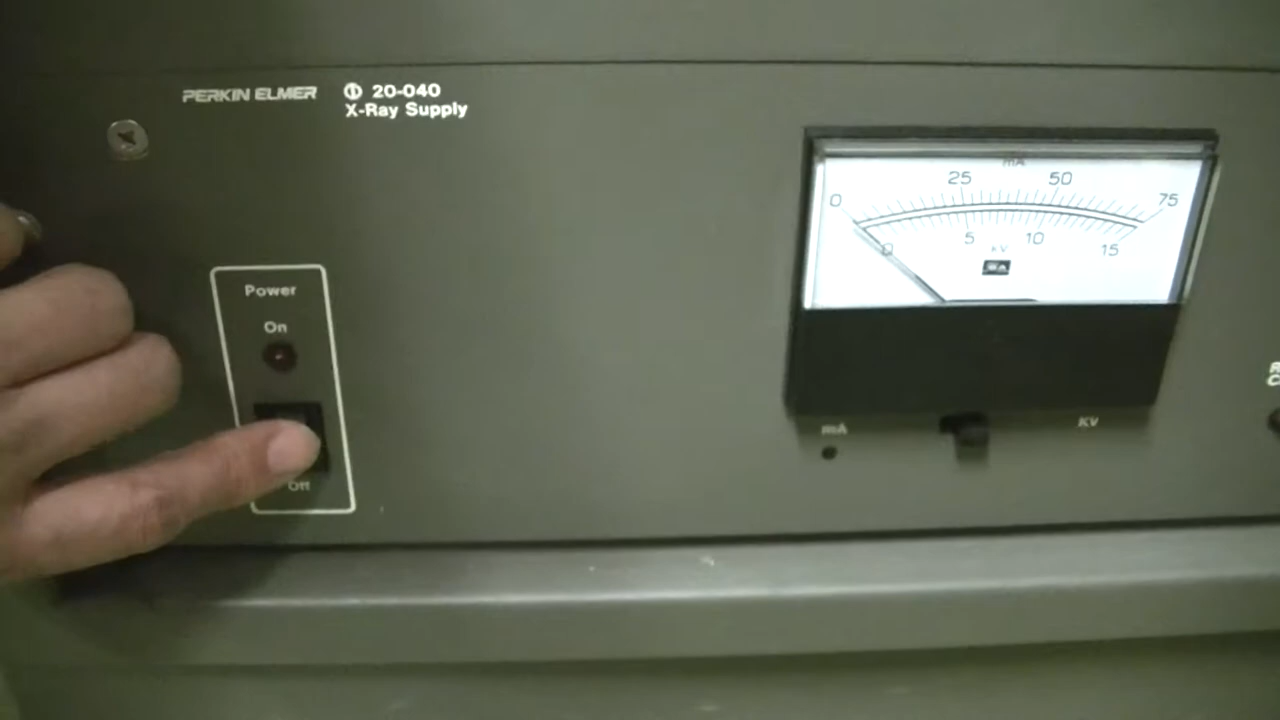 PERKIN ELMER
20-040
X-Ray Supply
mA
0 25 50 75
0 5 10 15
kV
Power
On
Off
mA KV